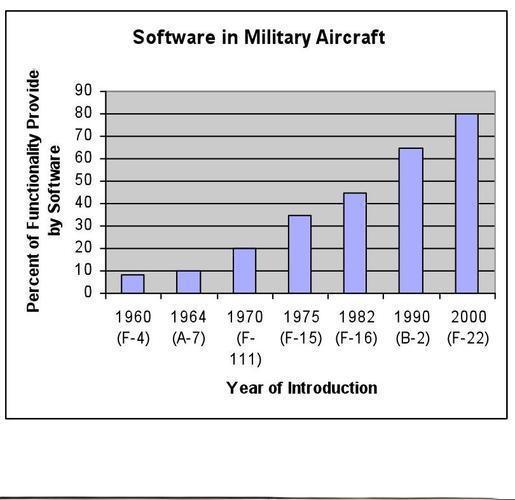 Software in Military Aircraft
Percent of Functionality Provide
by Software
90
80
70
60
50
40
30
20
10
0
1960 1964 1970 1975 1982 1990 2000
(F-4) (A-7) (F- (F-15) (F-16) (B-2) (F-22)
111)
Year of Introduction